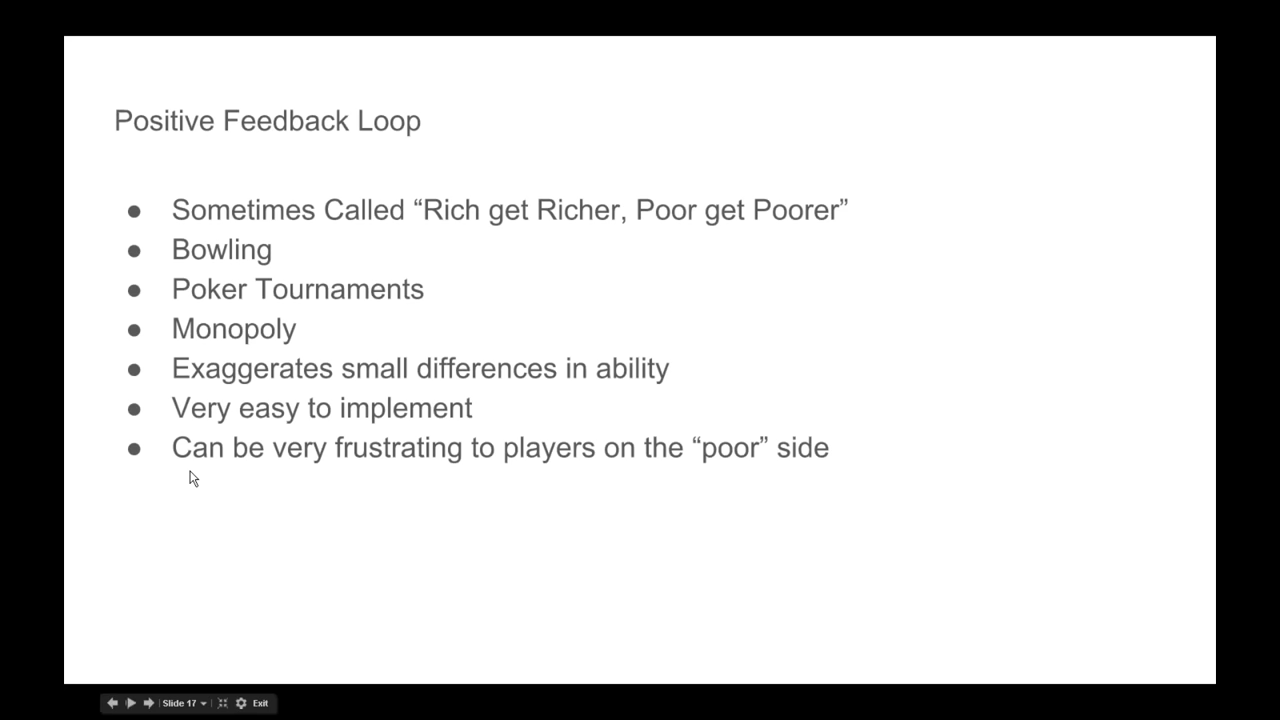 Positive Feedback Loop
● Sometimes Called “Rich get Richer, Poor get Poorer”
● Bowling
● Poker Tournaments
● Monopoly
● Exaggerates small differences in ability
● Very easy to implement
● Can be very frustrating to players on the “poor” side
Slide 17 Exit